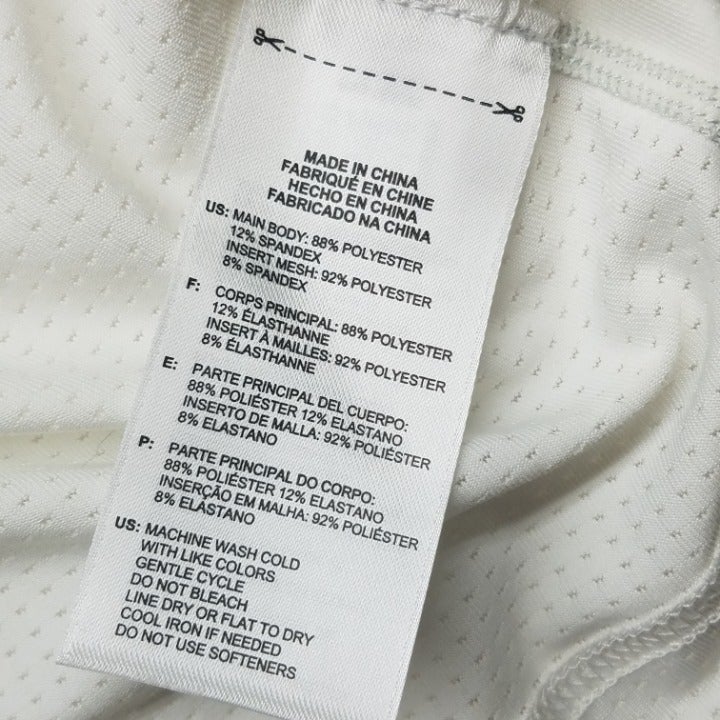 MADE IN CHINA
FABRIQUÉ EN CHINE
HECHO EN CHINA
FABRICADO NA CHINA
US: MAIN BODY: 88% POLYESTER
12% SPANDEX
INSERT MESH: 92% POLYESTER
8% SPANDEX
F: CORPS PRINCIPAL: 88% POLYESTER
12% ÉLASTHANNE
INSERT À MAILLES: 92% POLYESTER
8% ÉLASTHANNE
E: PARTE PRINCIPAL DEL CUERPO:
88% POLIÉSTER 12% ELASTANO
INSERTO DE MALLA: 92% POLIÉSTER
8% ELASTANO
P: PARTE PRINCIPAL DO CORPO:
88% POLIÉSTER 12% ELASTANO
INSERÇÃO EM MALHA: 92% POLIÉSTER
8% ELÁSTANO
US: MACHINE WASH COLD
WITH LIKE COLORS
GENTLE CYCLE
DO NOT BLEACH
LINE DRY OR FLAT TO DRY
COOL IRON IF NEEDED
DO NOT USE SOFTENERS